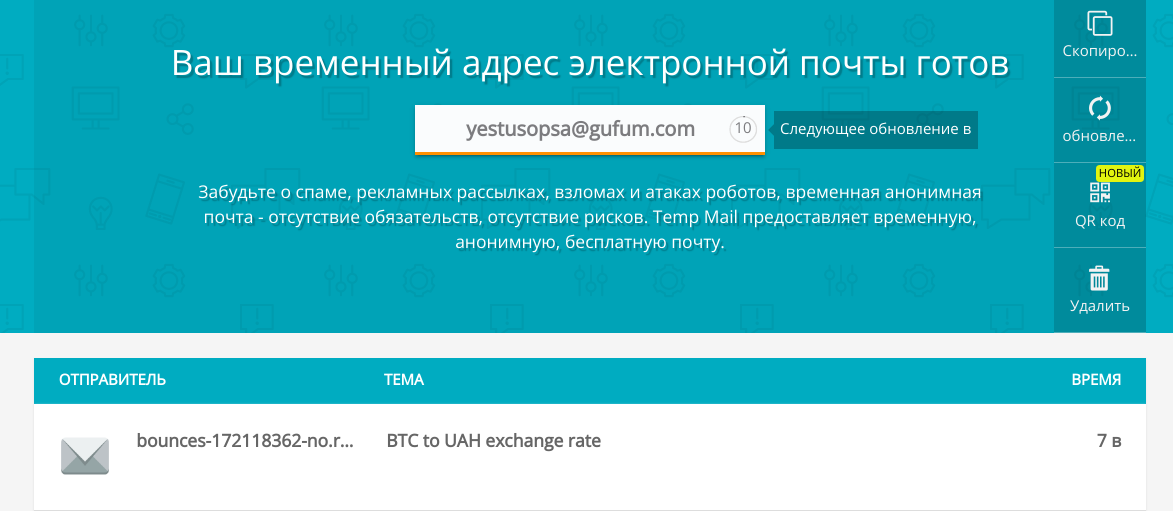 Скопиро...
Ваш временный адрес электронной почты готов
yestusopsa@gufum.com
10
Следующее обновление в
обновле...
НОВЫЙ
QR код
Забудьте о спаме, рекламных рассылках, взломах и атаках роботов, временная анонимная
почта - отсутствие обязательств, отсутствие рисков. Temp Mail предоставляет временную,
анонимную, бесплатную почту.
Удалить
ОТПРАВИТЕЛЬ
ТЕМА
ВРЕМЯ
bounces-172118362-no.r...
BTC to UAH exchange rate
7 в